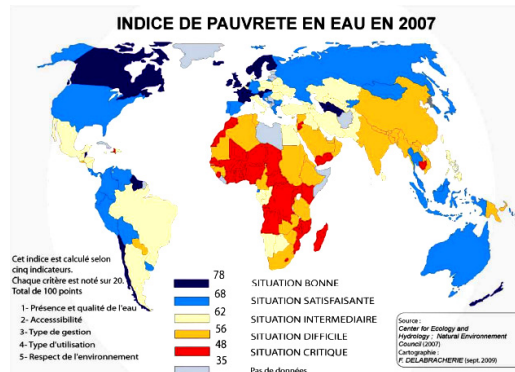 INDICE DE PAUVRETE EN EAU EN 2007
Cet indice est calculé selon
cinq indicateurs.
Chaque critère est noté sur 20.
Total de 100 points
1- Présence et qualité de l'eau
2- Accesssibilité
3- Type de gestion
4- Type d'utilisation
5- Respect de l'environement
78
SITUATION BONNE
68
SITUATION SATISFAISANTE
62
SITUATION INTERMEDIAIRE
56
SITUATION DIFFICILE
48
SITUATION CRITIQUE
35
Pas de données
Source :
Center for Ecology and
Hydrology ; Natural Environnement
Council (2007)
Cartographie :
F. DELABRACHERIE (sept. 2009)